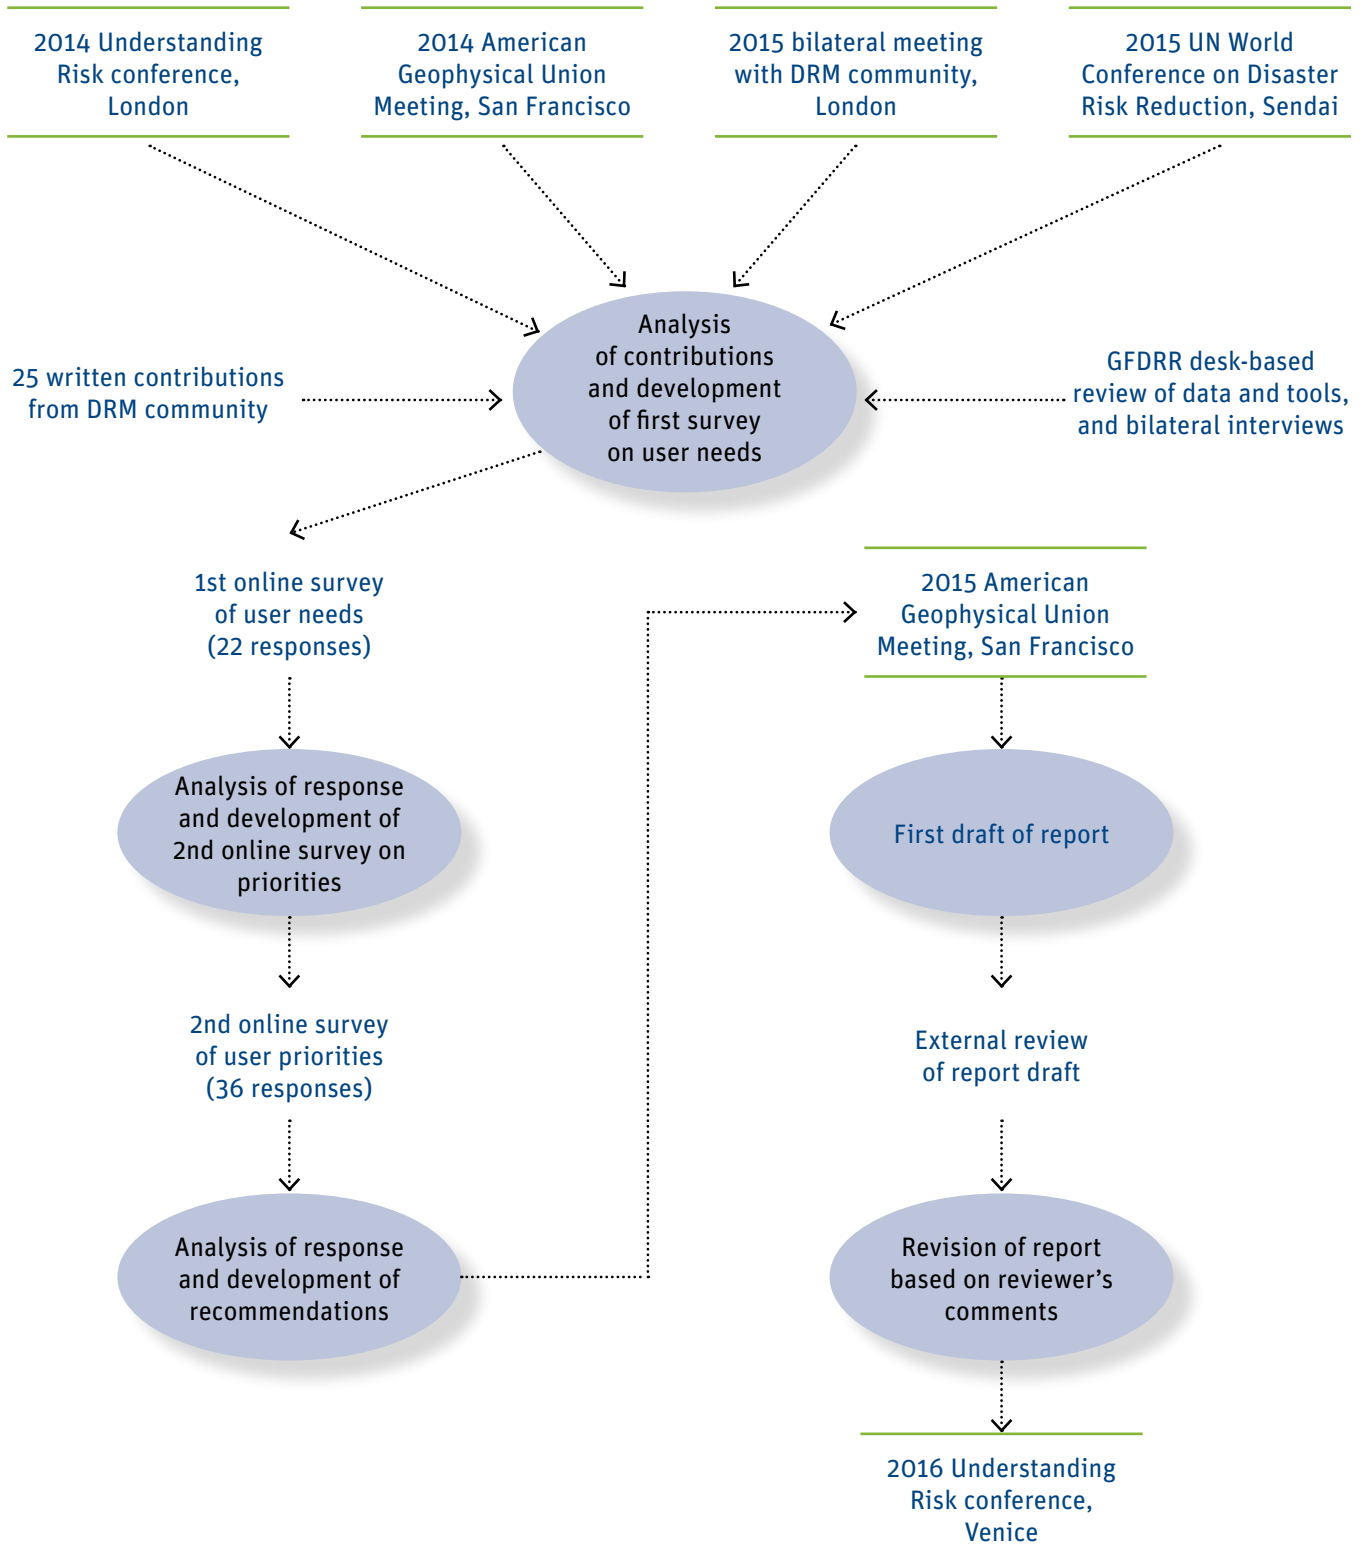 2014 Understanding
Risk conference,
London
2014 American
Geophysical Union
Meeting, San Francisco
2015 bilateral meeting
with DRM community,
London
2015 UN World
Conference on Disaster
Risk Reduction, Sendai
25 written contributions
from DRM community
Analysis
of contributions
and development
of first survey
on user needs
GFDRR desk-based
review of data and tools,
and bilateral interviews
1st online survey
of user needs
(22 responses)
Analysis of response
and development of
2nd online survey on
priorities
2nd online survey
of user priorities
(36 responses)
Analysis of response
and development of
recommendations
2015 American
Geophysical Union
Meeting, San Francisco
First draft of report
External review
of report draft
Revision of report
based on reviewer’s
comments
2016 Understanding
Risk conference,
Venice